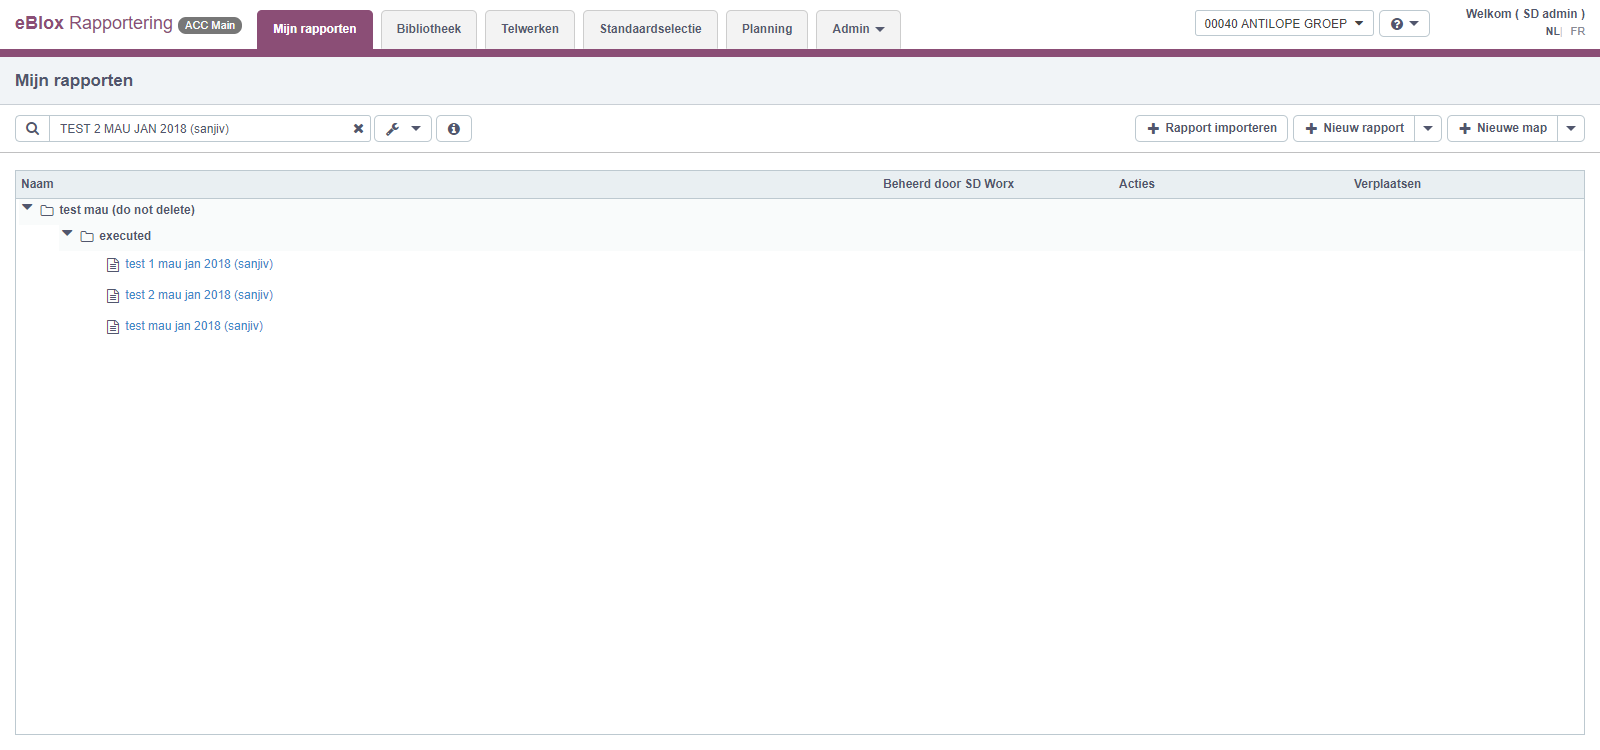 eBlox Rapportering ACC Main
Mijn rapporten
Bibliotheek
Telwerken
Standaardselectie
Planning
Admin
00040 ANTILOPE GROEP
Welkom ( SD admin )
NL| FR
Mijn rapporten
TEST 2 MAU JAN 2018 (sanjiv)
Rapport importeren
Nieuw rapport
Nieuwe map
Naam
Beheerd door SD Worx
Acties
Verplaatsen
test mau (do not delete)
executed
test 1 mau jan 2018 (sanjiv)
test 2 mau jan 2018 (sanjiv)
test mau jan 2018 (sanjiv)